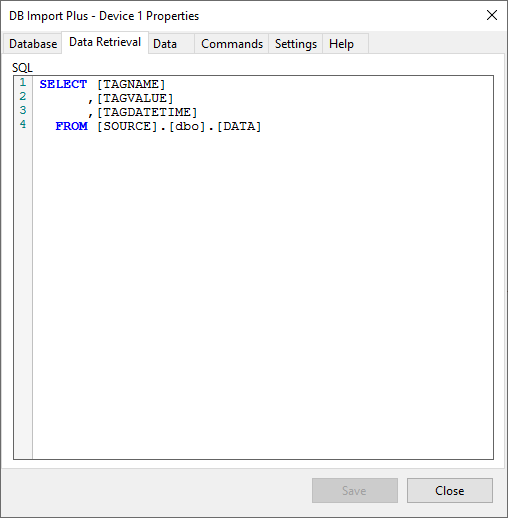 DB Import Plus - Device 1 Properties
Database Data Retrieval Data Commands Settings Help
SQL
1 SELECT [TAGNAME]
2 ,[TAGVALUE]
3 ,[TAGDATETIME]
4 FROM [SOURCE].[dbo].[DATA]
Save Close